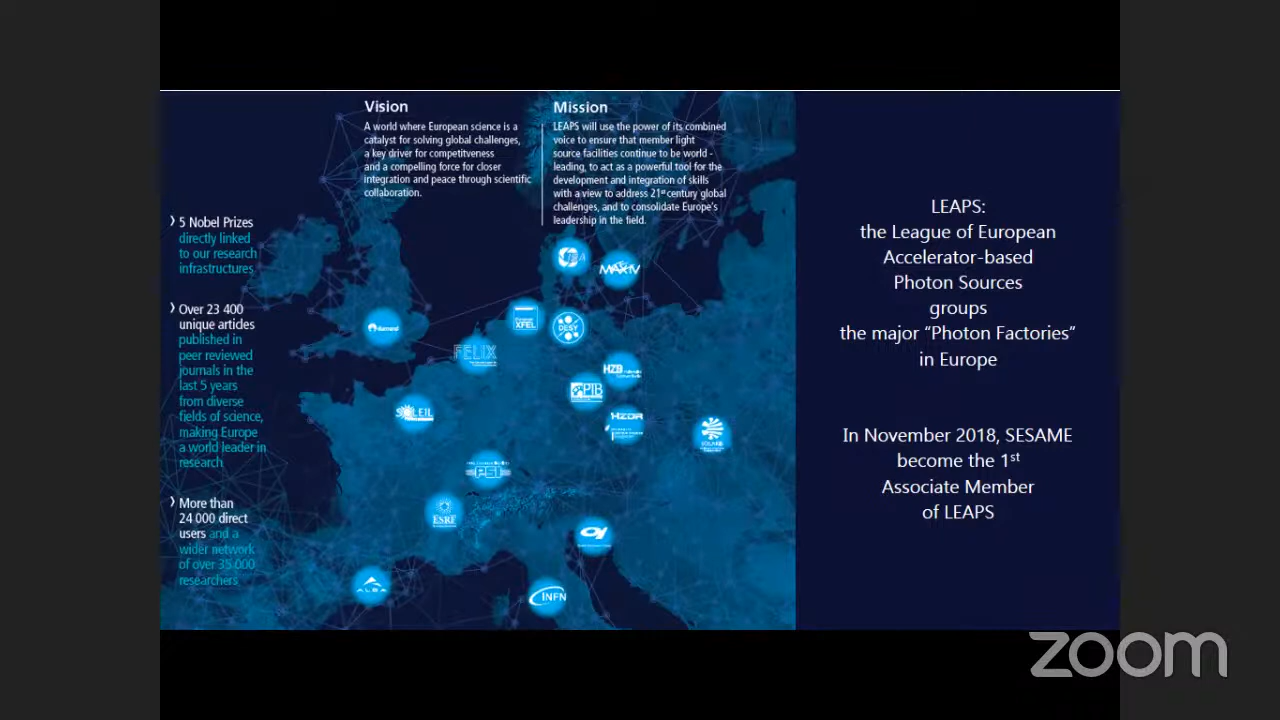 Vision
A world where European science is a
catalyst for solving global challenges,
a key driver for competitiveness
and a compelling force for closer
integration and peace through scientific
collaboration.
Mission
LEAPS will use the power of its combined
voice to ensure that member light
source facilities continue to be world -
leading, to act as a powerful tool for the
development and integration of skills
with a view to address 21st century global
challenges, and to consolidate Europe's
leadership in the field.
5 Nobel Prizes
directly linked
to our research
infrastructures
Over 23 400
unique articles
published in
peer reviewed
journals in the
last 5 years
from diverse
fields of science,
making Europe
a world leader in
research
More than
24 000 direct
users and a
wider network
of over 35 000
researchers
MAXIV
European
XFEL
DESY
diamond
FELIX
HZB
PTB
SOLEIL
HZDR
SOLARIS
PSI
ESRF
ALBA
INFN
LEAPS:
the League of European
Accelerator-based
Photon Sources
groups
the major “Photon Factories”
in Europe
In November 2018, SESAME
become the 1st
Associate Member
of LEAPS
zoom